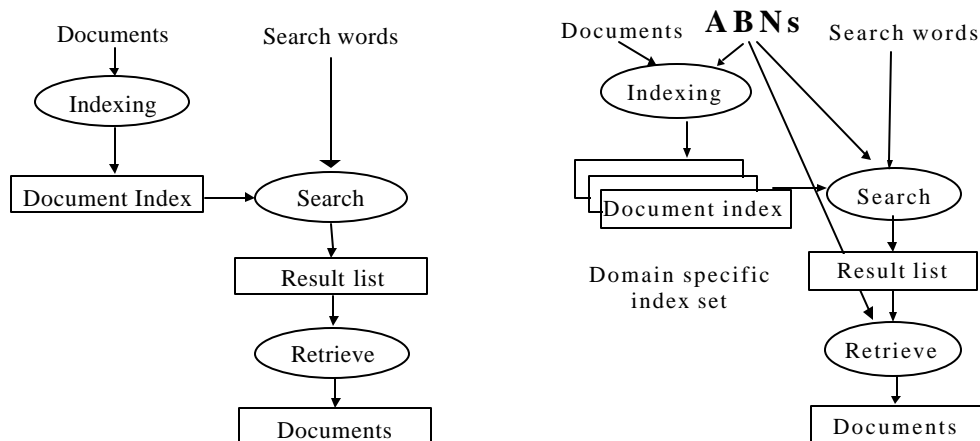 Documents
Search words
Indexing
Document Index
Search
Result list
Retrieve
Documents
Documents
ABNs
Search words
Indexing
Document index
Search
Domain specific
index set
Result list
Retrieve
Documents